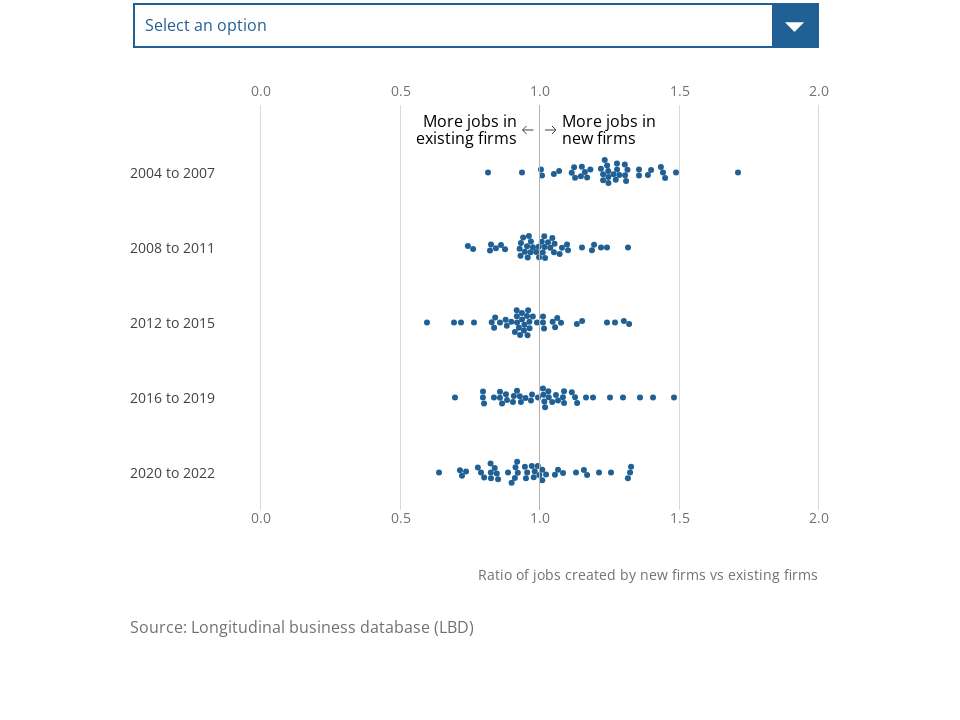 Select an option
0.0 0.5 1.0 1.5 2.0
More jobs in existing firms ← → More jobs in new firms
2004 to 2007
2008 to 2011
2012 to 2015
2016 to 2019
2020 to 2022
0.0 0.5 1.0 1.5 2.0
Ratio of jobs created by new firms vs existing firms
Source: Longitudinal business database (LBD)